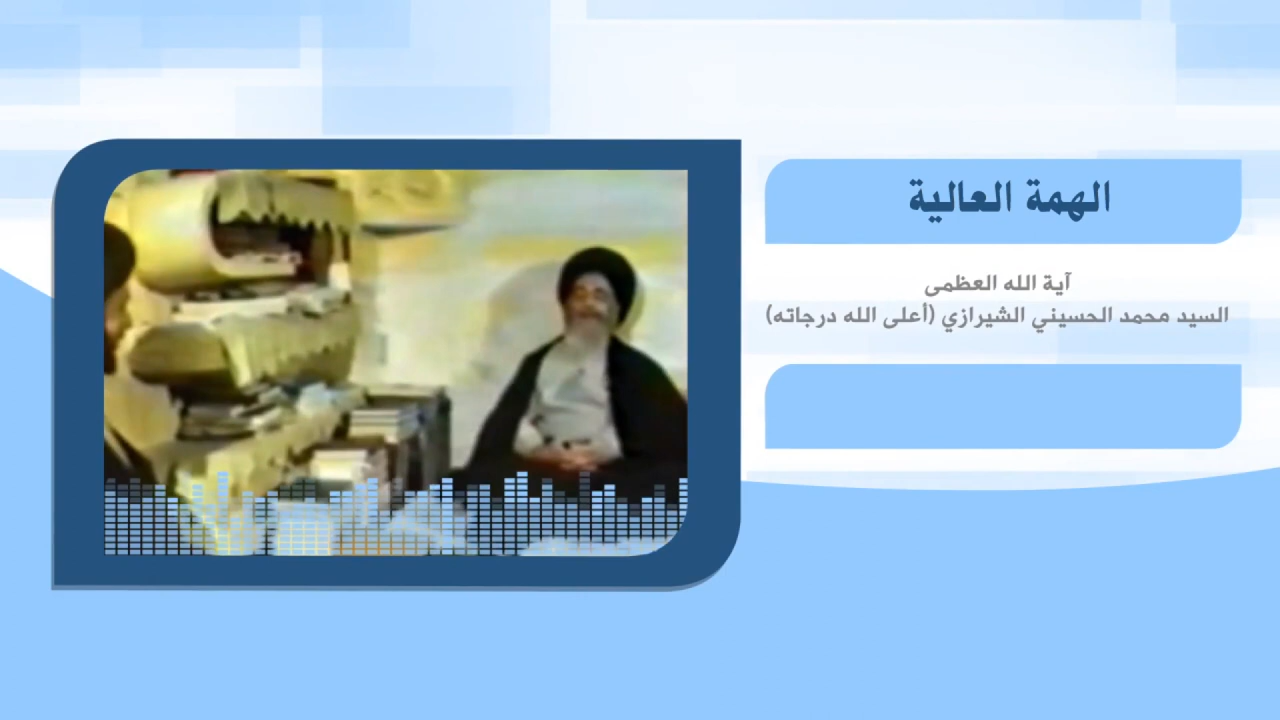 الهمة العالية
آية الله العظمى
السيد محمد الحسيني الشيرازي (أعلى الله درجاته)